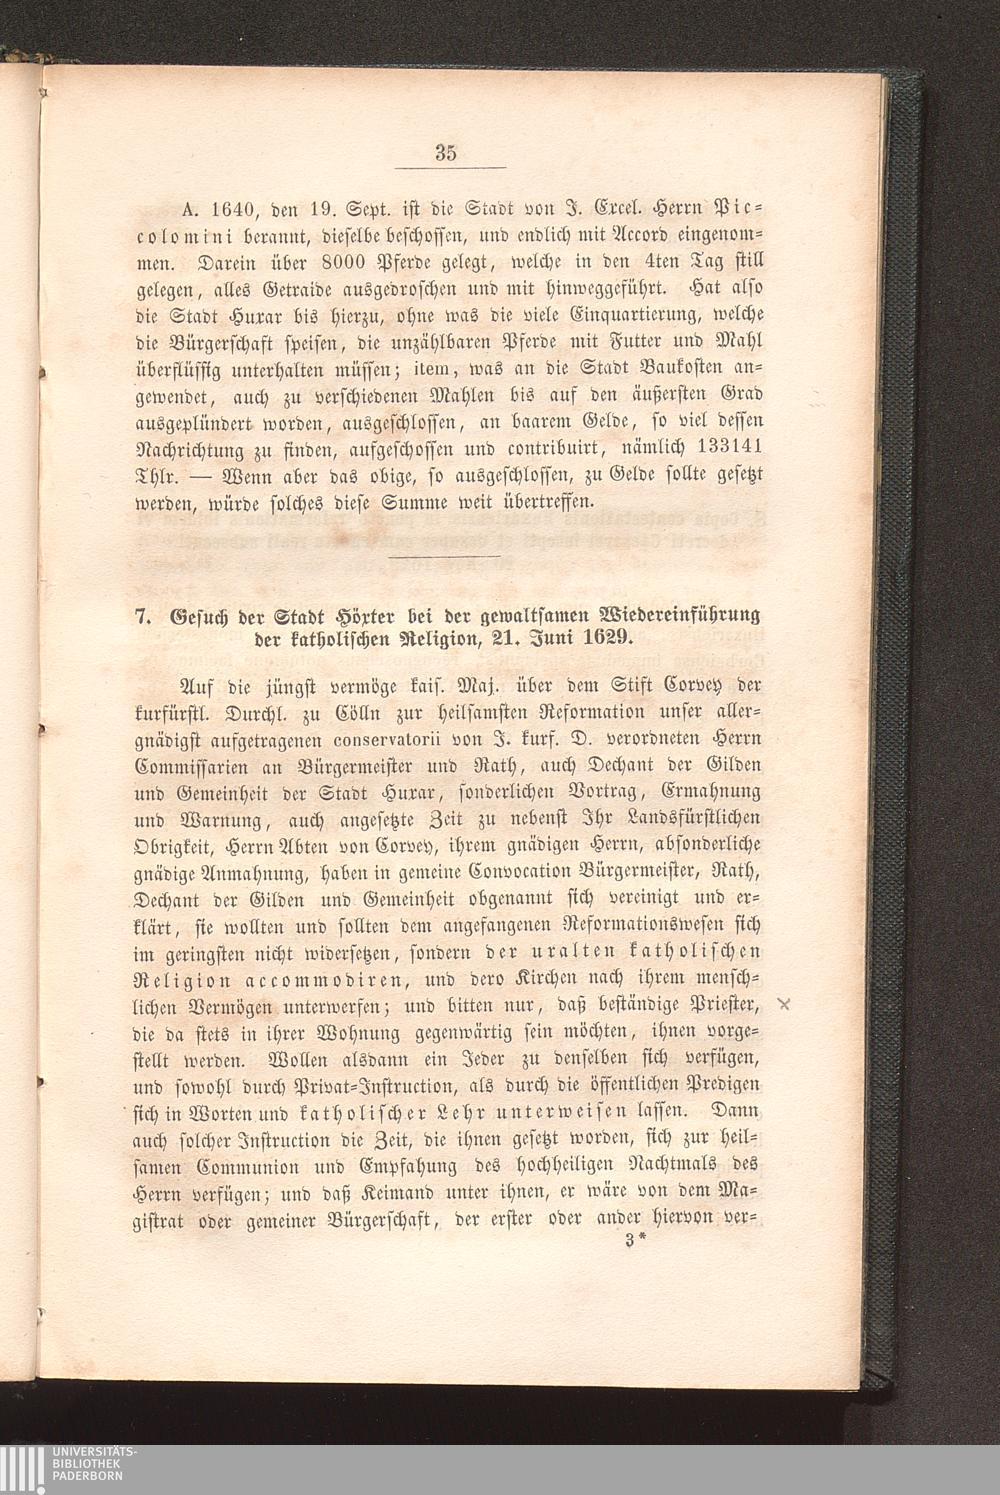 35
A. 1640, den 19. Sept. ist die Stadt von J. Excel. Herrn Pic-
colomini berannt, dieselbe beschossen, und endlich mit Accord eingenom-
men. Darein über 8000 Pferde gelegt, welche in den 4ten Tag still
gelegen, alles Getraide ausgedroschen und mit hinweggeführt. Hat also
die Stadt Huxar bis hierzu, ohne was die viele Einquartierung, welche
die Bürgerschaft speisen, die unzählbaren Pferde mit Futter und Mahl
überflüssig unterhalten müssen; item, was an die Stadt Baukosten an-
gewendet, auch zu verschiedenen Mahlen bis auf den äußersten Grad
ausgeplündert worden, ausgeschlossen, an baarem Gelde, so viel dessen
Nachrichtung zu finden, aufgeschossen und contribuirt, nämlich 133141
Thlr. — Wenn aber das obige, so ausgeschlossen, zu Gelde sollte gesetzt
werden, würde solches diese Summe weit übertreffen.
7. Gesuch der Stadt Höxter bei der gewaltsamen Wiedereinführung
der katholischen Religion, 21. Juni 1629.
Auf die jüngst vermöge kais. Maj. über dem Stift Corvey der
kurfürstl. Durchl. zu Cölln zur heilsamsten Reformation unser aller-
gnädigst aufgetragenen conservatorii von J. kurf. D. verordneten Herrn
Commissarien an Bürgermeister und Rath, auch Dechant der Gilden
und Gemeinheit der Stadt Huxar, sonderlichen Vortrag, Ermahnung
und Warnung, auch angesetzte Zeit zu nebenst Ihr Landsfürstlichen
Obrigkeit, Herrn Abten von Corvey, ihrem gnädigen Herrn, absonderliche
gnädige Anmahnung, haben in gemeine Convocation Bürgermeister, Rath,
Dechant der Gilden und Gemeinheit obgenannt sich vereinigt und er-
klärt, sie wollten und sollten dem angefangenen Reformationswesen sich
im geringsten nicht widersetzen, sondern der uralten katholischen
Religion accommodiren, und dero Kirchen nach ihrem mensch-
lichen Vermögen unterwerfen; und bitten nur, daß beständige Priester,
die da stets in ihrer Wohnung gegenwärtig sein möchten, ihnen vorge-
stellt werden. Wollen alsdann ein Jeder zu denselben sich verfügen,
und sowohl durch Privat-Instruction, als durch die öffentlichen Predigen
sich in Worten und katholischer Lehr unterweisen lassen. Dann
auch solcher Instruction die Zeit, die ihnen gesetzt worden, sich zur heil-
samen Communion und Empfahung des hochheiligen Nachtmals des
Herrn verfügen; und daß Keimand unter ihnen, er wäre von dem Ma-
gistrat oder gemeiner Bürgerschaft, der erster oder ander hiervon ver-
3*
UNIVERSITÄTS-
BIBLIOTHEK
PADERBORN